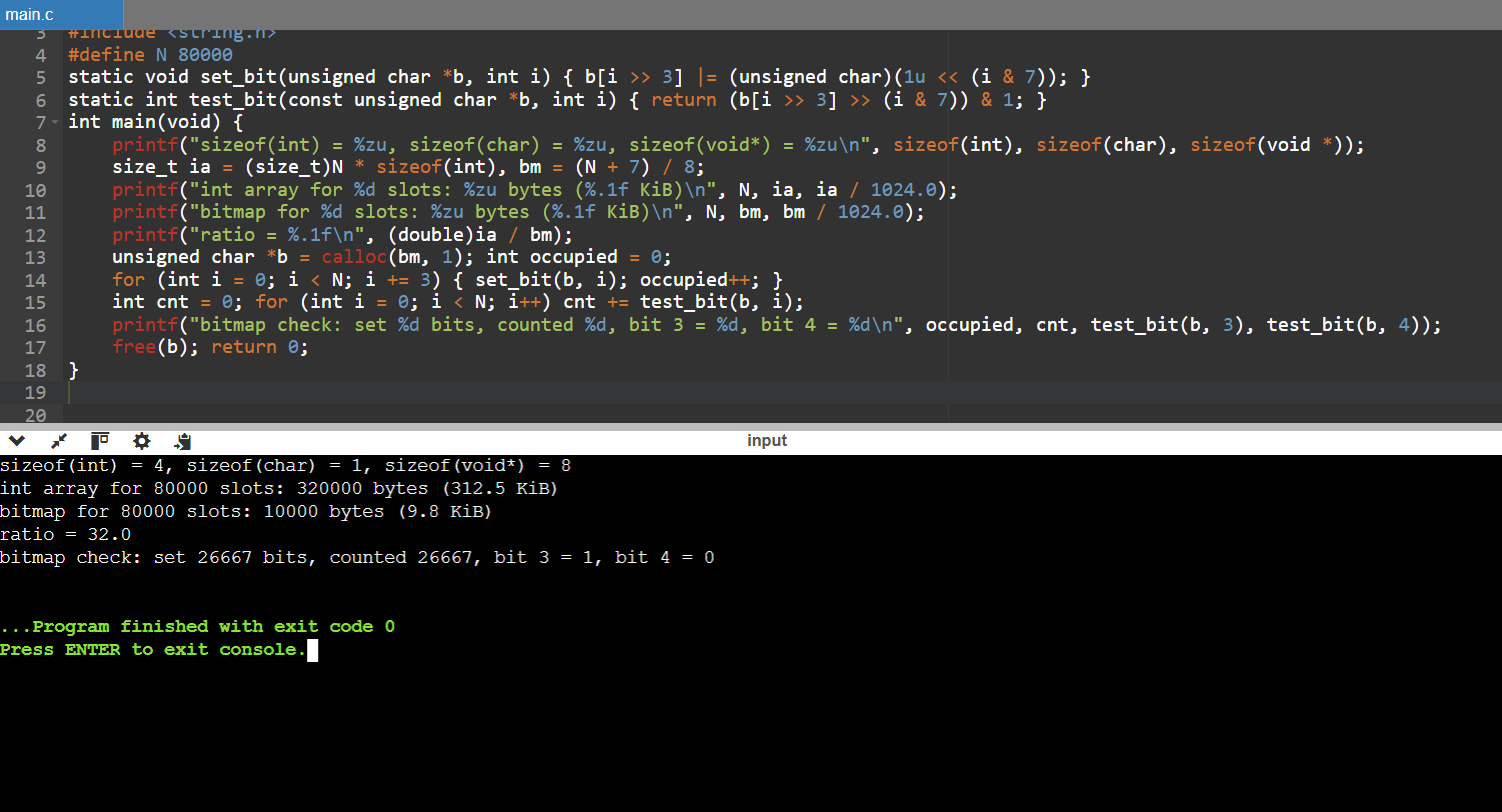 main.c
3 #include <string.h>
4 #define N 80000
5 static void set_bit(unsigned char *b, int i) { b[i >> 3] |= (unsigned char)(1u << (i & 7)); }
6 static int test_bit(const unsigned char *b, int i) { return (b[i >> 3] >> (i & 7)) & 1; }
7 int main(void) {
8     printf("sizeof(int) = %zu, sizeof(char) = %zu, sizeof(void*) = %zu\n", sizeof(int), sizeof(char), sizeof(void *));
9     size_t ia = (size_t)N * sizeof(int), bm = (N + 7) / 8;
10     printf("int array for %d slots: %zu bytes (%.1f KiB)\n", N, ia, ia / 1024.0);
11     printf("bitmap for %d slots: %zu bytes (%.1f KiB)\n", N, bm, bm / 1024.0);
12     printf("ratio = %.1f\n", (double)ia / bm);
13     unsigned char *b = calloc(bm, 1); int occupied = 0;
14     for (int i = 0; i < N; i += 3) { set_bit(b, i); occupied++; }
15     int cnt = 0; for (int i = 0; i < N; i++) cnt += test_bit(b, i);
16     printf("bitmap check: set %d bits, counted %d, bit 3 = %d, bit 4 = %d\n", occupied, cnt, test_bit(b, 3), test_bit(b, 4));
17     free(b); return 0;
18 }
19
20
input
sizeof(int) = 4, sizeof(char) = 1, sizeof(void*) = 8
int array for 80000 slots: 320000 bytes (312.5 KiB)
bitmap for 80000 slots: 10000 bytes (9.8 KiB)
ratio = 32.0
bitmap check: set 26667 bits, counted 26667, bit 3 = 1, bit 4 = 0
...Program finished with exit code 0
Press ENTER to exit console.